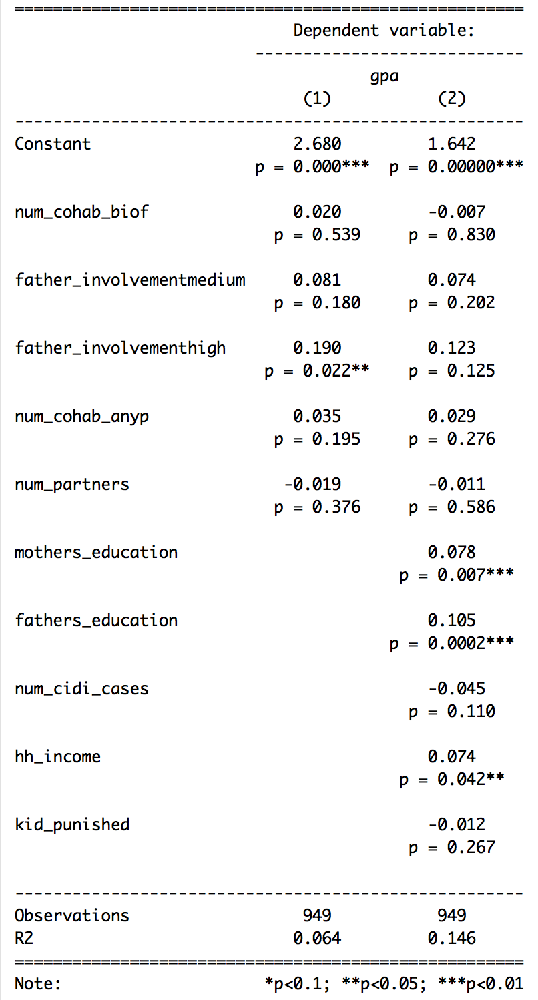 =====================================================
Dependent variable:
----------------------------
gpa
(1) (2)
-----------------------------------------------------
Constant 2.680 1.642
p = 0.000*** p = 0.00000***
num_cohab_biof 0.020 -0.007
p = 0.539 p = 0.830
father_involvementmedium 0.081 0.074
p = 0.180 p = 0.202
father_involvementhigh 0.190 0.123
p = 0.022** p = 0.125
num_cohab_anyp 0.035 0.029
p = 0.195 p = 0.276
num_partners -0.019 -0.011
p = 0.376 p = 0.586
mothers_education 0.078
p = 0.007***
fathers_education 0.105
p = 0.0002***
num_cidi_cases -0.045
p = 0.110
hh_income 0.074
p = 0.042**
kid_punished -0.012
p = 0.267
-----------------------------------------------------
Observations 949 949
R2 0.064 0.146
=====================================================
Note: *p<0.1; **p<0.05; ***p<0.01